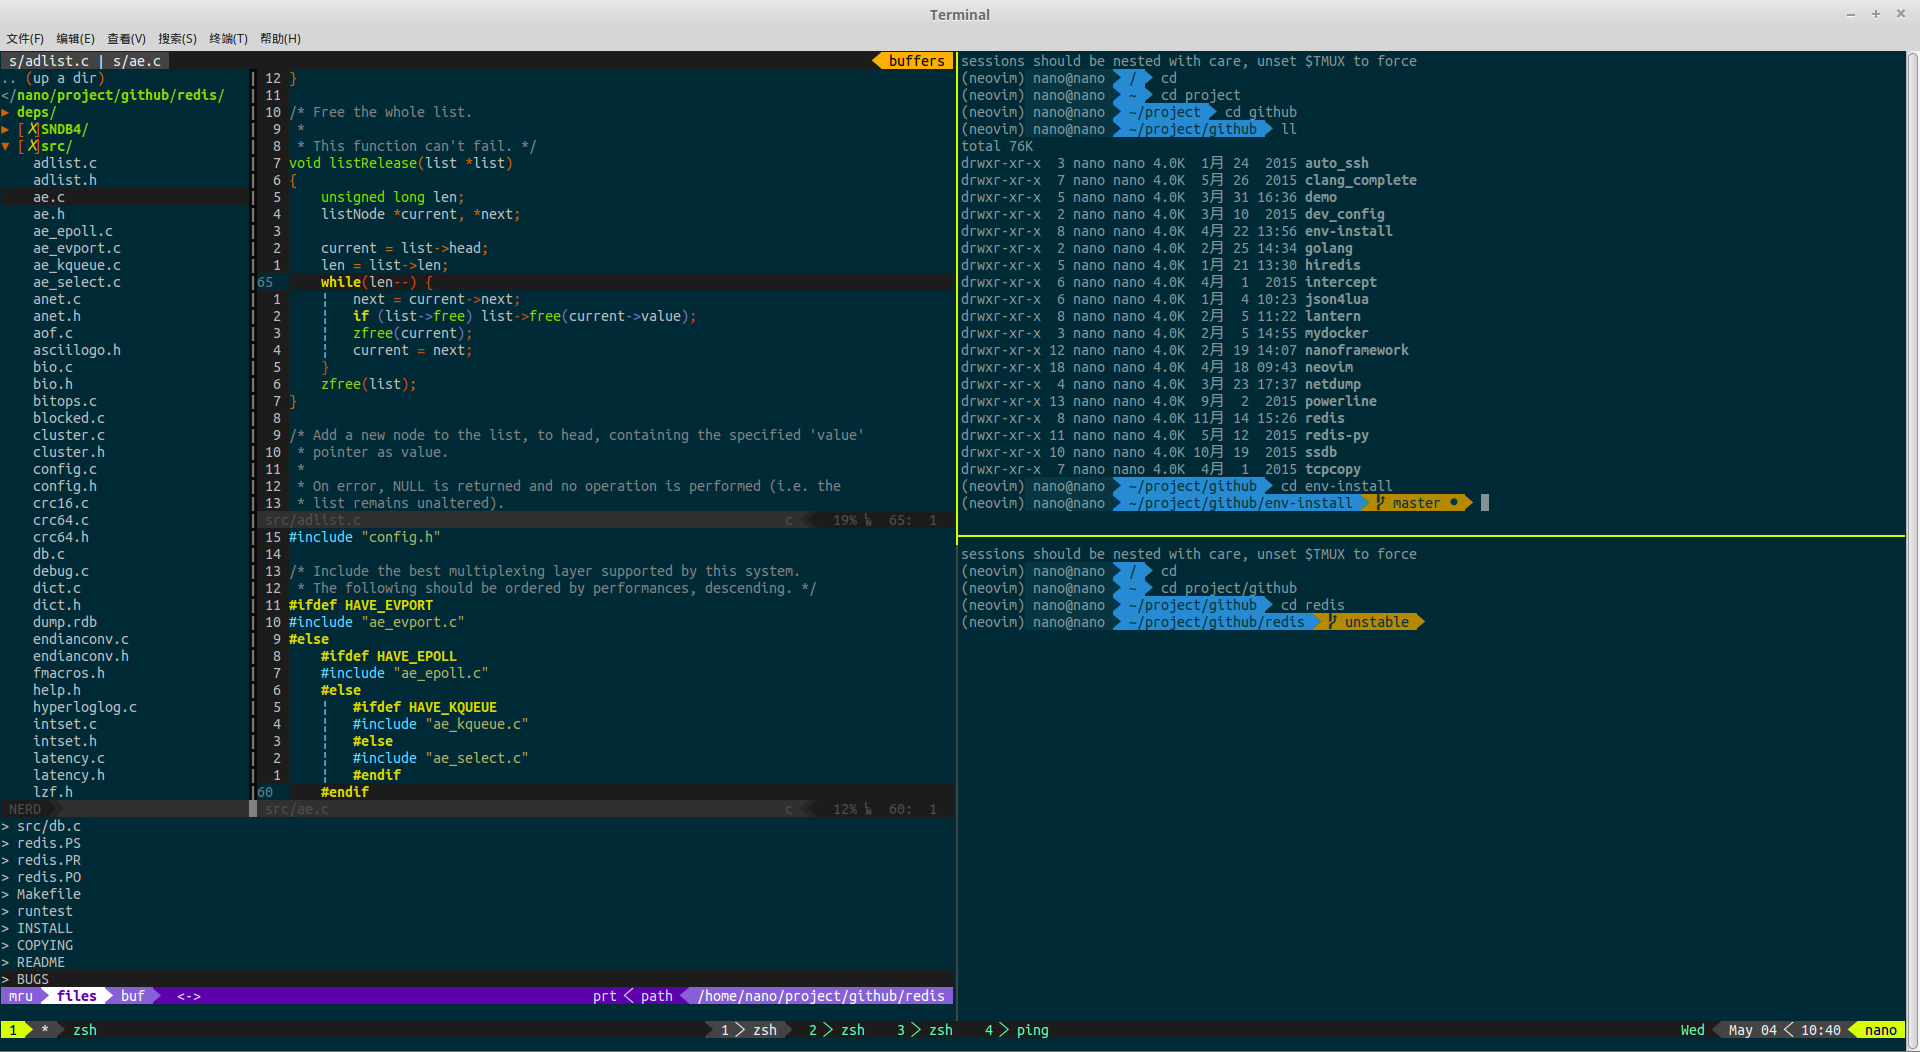 Terminal
文件(F) 编辑(E) 查看(V) 搜索(S) 终端(T) 帮助(H)
s/adlist.c | s/ae.c buffers
.. (up a dir)
</nano/project/github/redis/
▸ deps/
▸ [✗]SNDB4/
▾ [✗]src/
adlist.c
adlist.h
ae.c
ae.h
ae_epoll.c
ae_evport.c
ae_kqueue.c
ae_select.c
anet.c
anet.h
aof.c
asciilogo.h
bio.c
bio.h
bitops.c
blocked.c
cluster.c
cluster.h
config.c
config.h
crc16.c
crc64.c
crc64.h
db.c
debug.c
dict.c
dict.h
dump.rdb
endianconv.c
endianconv.h
fmacros.h
help.h
hyperloglog.c
intset.c
intset.h
latency.c
latency.h
lzf.h
NERD
12 }
11
10 /* Free the whole list.
9 *
8 * This function can't fail. */
7 void listRelease(list *list)
6 {
5 unsigned long len;
4 listNode *current, *next;
3
2 current = list->head;
1 len = list->len;
65 while(len--) {
1 ¦ next = current->next;
2 ¦ if (list->free) list->free(current->value);
3 ¦ zfree(current);
4 ¦ current = next;
5 }
6 zfree(list);
7 }
8
9 /* Add a new node to the list, to head, containing the specified 'value'
10 * pointer as value.
11 *
12 * On error, NULL is returned and no operation is performed (i.e. the
13 * list remains unaltered).
src/adlist.c c 19% 65: 1
15 #include "config.h"
14
13 /* Include the best multiplexing layer supported by this system.
12 * The following should be ordered by performances, descending. */
11 #ifdef HAVE_EVPORT
10 #include "ae_evport.c"
9 #else
8 #ifdef HAVE_EPOLL
7 #include "ae_epoll.c"
6 #else
5 ¦ #ifdef HAVE_KQUEUE
4 ¦ #include "ae_kqueue.c"
3 ¦ #else
2 ¦ #include "ae_select.c"
1 ¦ #endif
60 #endif
src/ae.c c 12% 60: 1
> src/db.c
> redis.PS
> redis.PR
> redis.PO
> Makefile
> runtest
> INSTALL
> COPYING
> README
> BUGS
mru files buf <-> prt path /home/nano/project/github/redis
sessions should be nested with care, unset $TMUX to force
(neovim) nano@nano / cd
(neovim) nano@nano ~ cd project
(neovim) nano@nano ~/project cd github
(neovim) nano@nano ~/project/github ll
total 76K
drwxr-xr-x 3 nano nano 4.0K 1月 24 2015 auto_ssh
drwxr-xr-x 7 nano nano 4.0K 5月 26 2015 clang_complete
drwxr-xr-x 5 nano nano 4.0K 3月 31 16:36 demo
drwxr-xr-x 2 nano nano 4.0K 3月 10 2015 dev_config
drwxr-xr-x 8 nano nano 4.0K 4月 22 13:56 env-install
drwxr-xr-x 2 nano nano 4.0K 2月 25 14:34 golang
drwxr-xr-x 5 nano nano 4.0K 1月 21 13:30 hiredis
drwxr-xr-x 6 nano nano 4.0K 4月 1 2015 intercept
drwxr-xr-x 6 nano nano 4.0K 1月 4 10:23 json4lua
drwxr-xr-x 8 nano nano 4.0K 2月 5 11:22 lantern
drwxr-xr-x 3 nano nano 4.0K 2月 5 14:55 mydocker
drwxr-xr-x 12 nano nano 4.0K 2月 19 14:07 nanoframework
drwxr-xr-x 18 nano nano 4.0K 4月 18 09:43 neovim
drwxr-xr-x 4 nano nano 4.0K 3月 23 17:37 netdump
drwxr-xr-x 13 nano nano 4.0K 9月 2 2015 powerline
drwxr-xr-x 8 nano nano 4.0K 11月 14 15:26 redis
drwxr-xr-x 11 nano nano 4.0K 5月 12 2015 redis-py
drwxr-xr-x 10 nano nano 4.0K 10月 19 2015 ssdb
drwxr-xr-x 7 nano nano 4.0K 4月 1 2015 tcpcopy
(neovim) nano@nano ~/project/github cd env-install
(neovim) nano@nano ~/project/github/env-install master ●
sessions should be nested with care, unset $TMUX to force
(neovim) nano@nano / cd
(neovim) nano@nano ~ cd project/github
(neovim) nano@nano ~/project/github cd redis
(neovim) nano@nano ~/project/github/redis unstable
1 * zsh 1 zsh 2 zsh 3 zsh 4 ping Wed May 04 10:40 nano